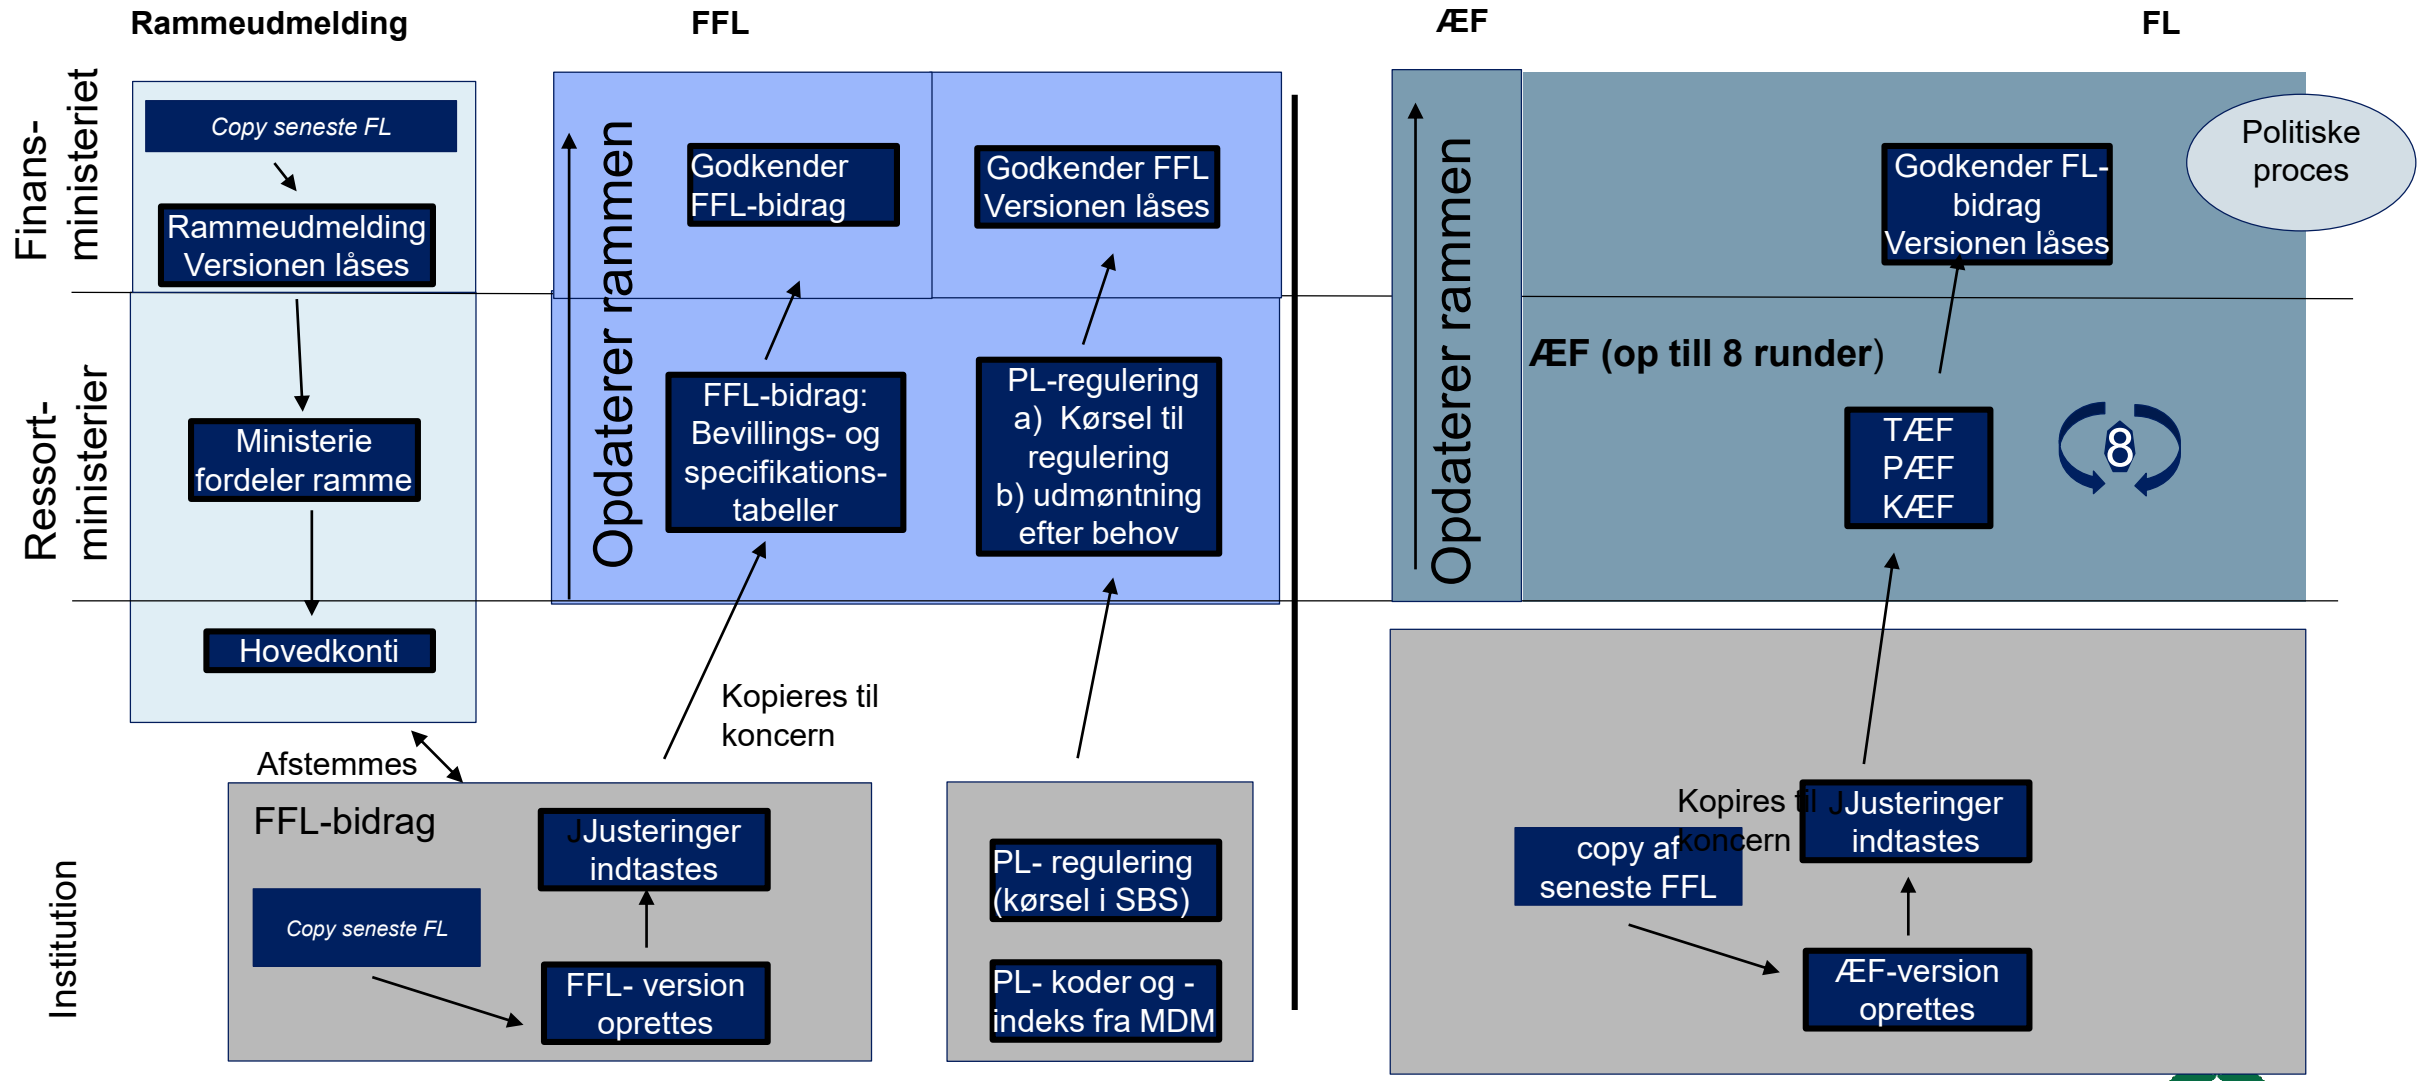 Rammeudmelding
FFL
ÆF
FL
Finans-
ministeriet
Ressort-
ministerier
Institution
Copy seneste FL
Rammeudmelding
Versionen låses
Ministerie
fordeler ramme
Hovedkonti
Afstemmes
FFL-bidrag
Copy seneste FL
JJusteringer
indtastes
FFL- version
oprettes
Kopieres til
koncern
Opdaterer rammen
Godkender
FFL-bidrag
FFL-bidrag:
Bevillings- og
specifikations-
tabeller
Godkender FFL
Versionen låses
PL-regulering
a) Kørsel til
regulering
b) udmøntning
efter behov
PL- regulering
(kørsel i SBS)
PL- koder og -
indeks fra MDM
Opdaterer rammen
ÆF (op till 8 runder)
Godkender FL-
bidrag
Versionen låses
Politiske
proces
TÆF
PÆF
KÆF
8
Kopires til
koncern
JJusteringer
indtastes
copy af
seneste FFL
ÆF-version
oprettes